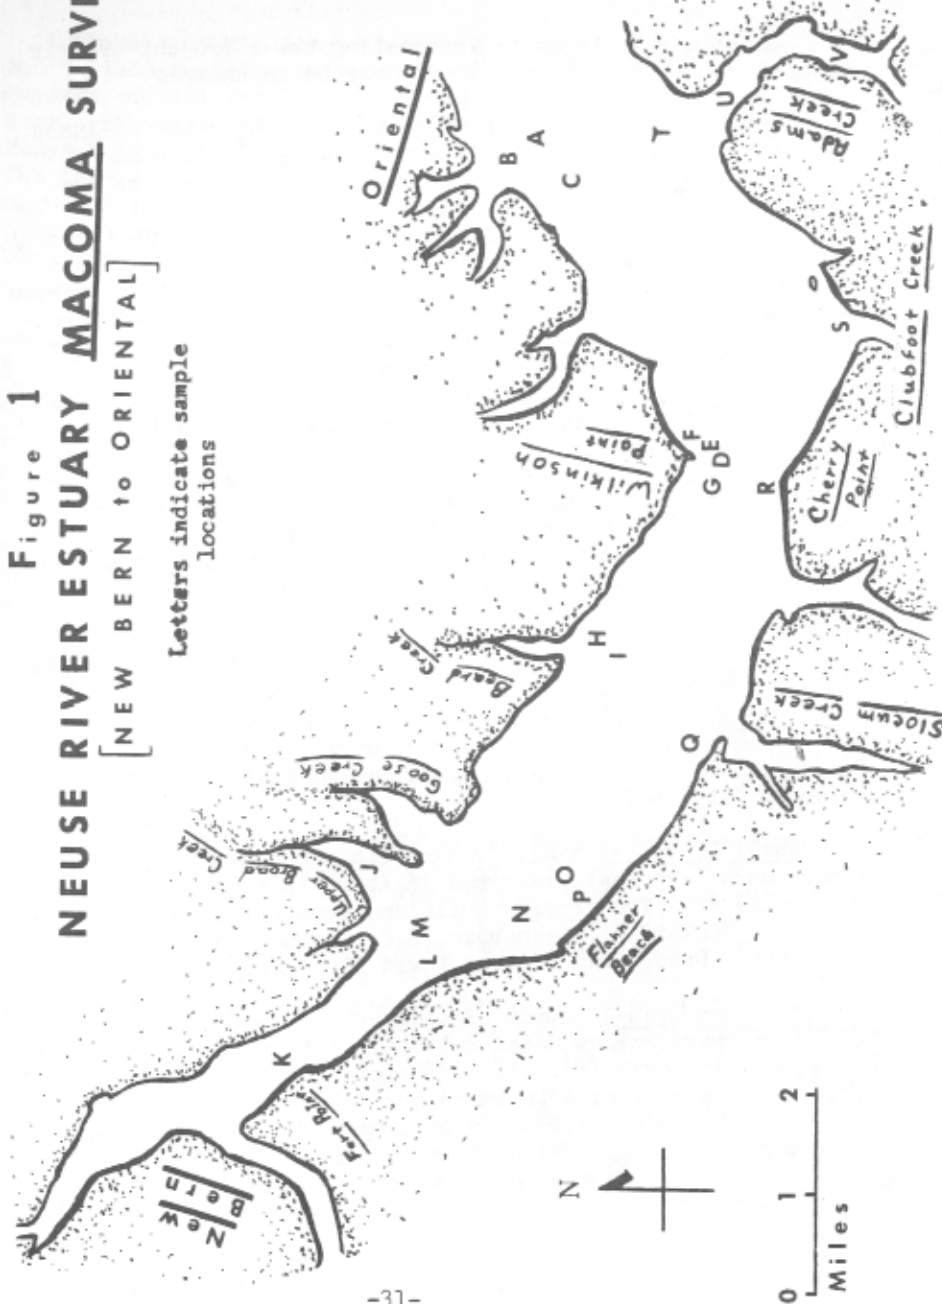 Figure 1
NEUSE RIVER ESTUARY MACOMA SURVE
[NEW BERN to ORIENTAL]
Letters indicate sample
locations
New
Bern
Fort Point
K
Upper
Broad
Creek
J
L
M
N
P
O
Flanner
Beach
Goose
Creek
Beard
Creek
H
I
Q
Slocum
Creek
Wilkinson
Point
G
D
E
F
R
Cherry
Point
Clubfoot Creek
S
Oriental
B
A
C
T
U
V
Adams
Creek
N
0
1
2
Miles
-31-